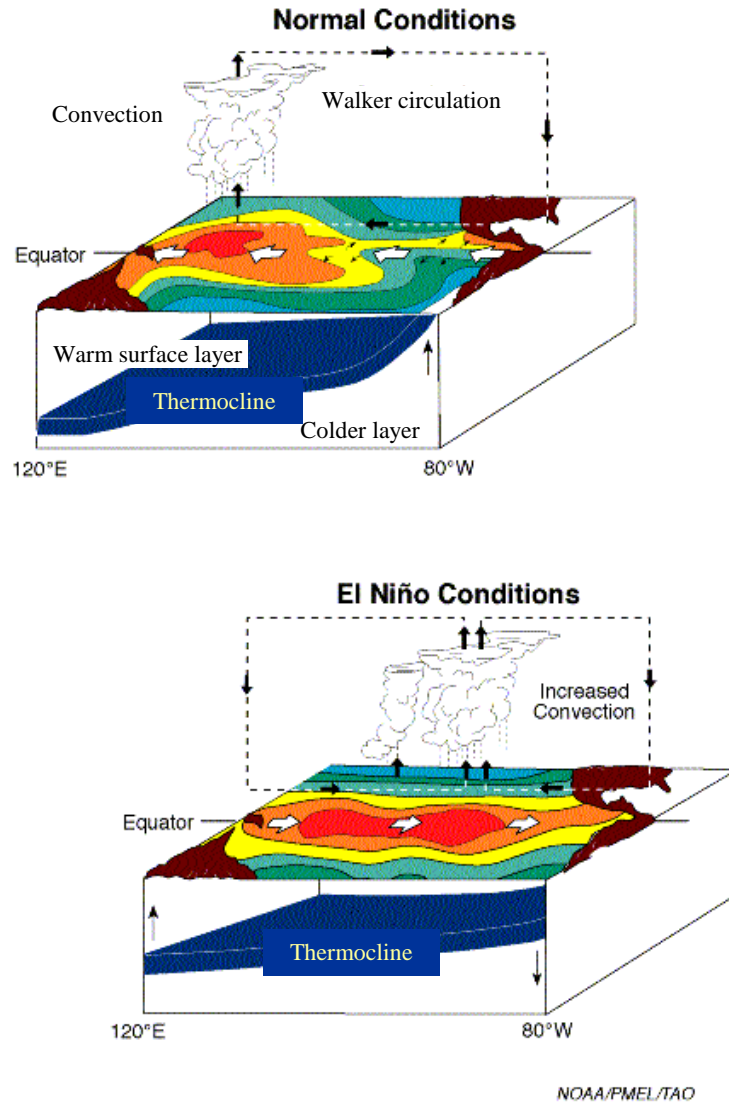 Normal Conditions
Convection
Walker circulation
Equator
Warm surface layer
Thermocline
Colder layer
120°E
80°W
El Niño Conditions
Increased
Convection
Equator
Thermocline
120°E
80°W
NOAA/PMEL/TAO